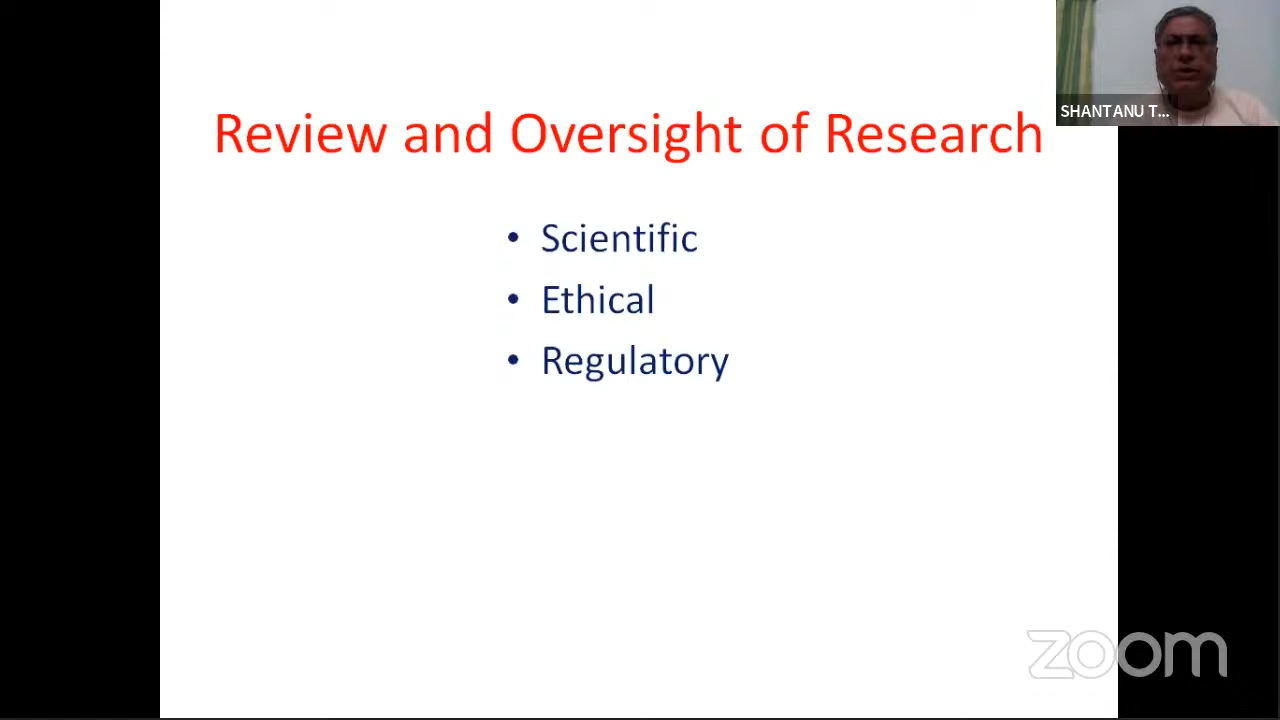 SHANTANU T...
Review and Oversight of Research
• Scientific
• Ethical
• Regulatory
zoom